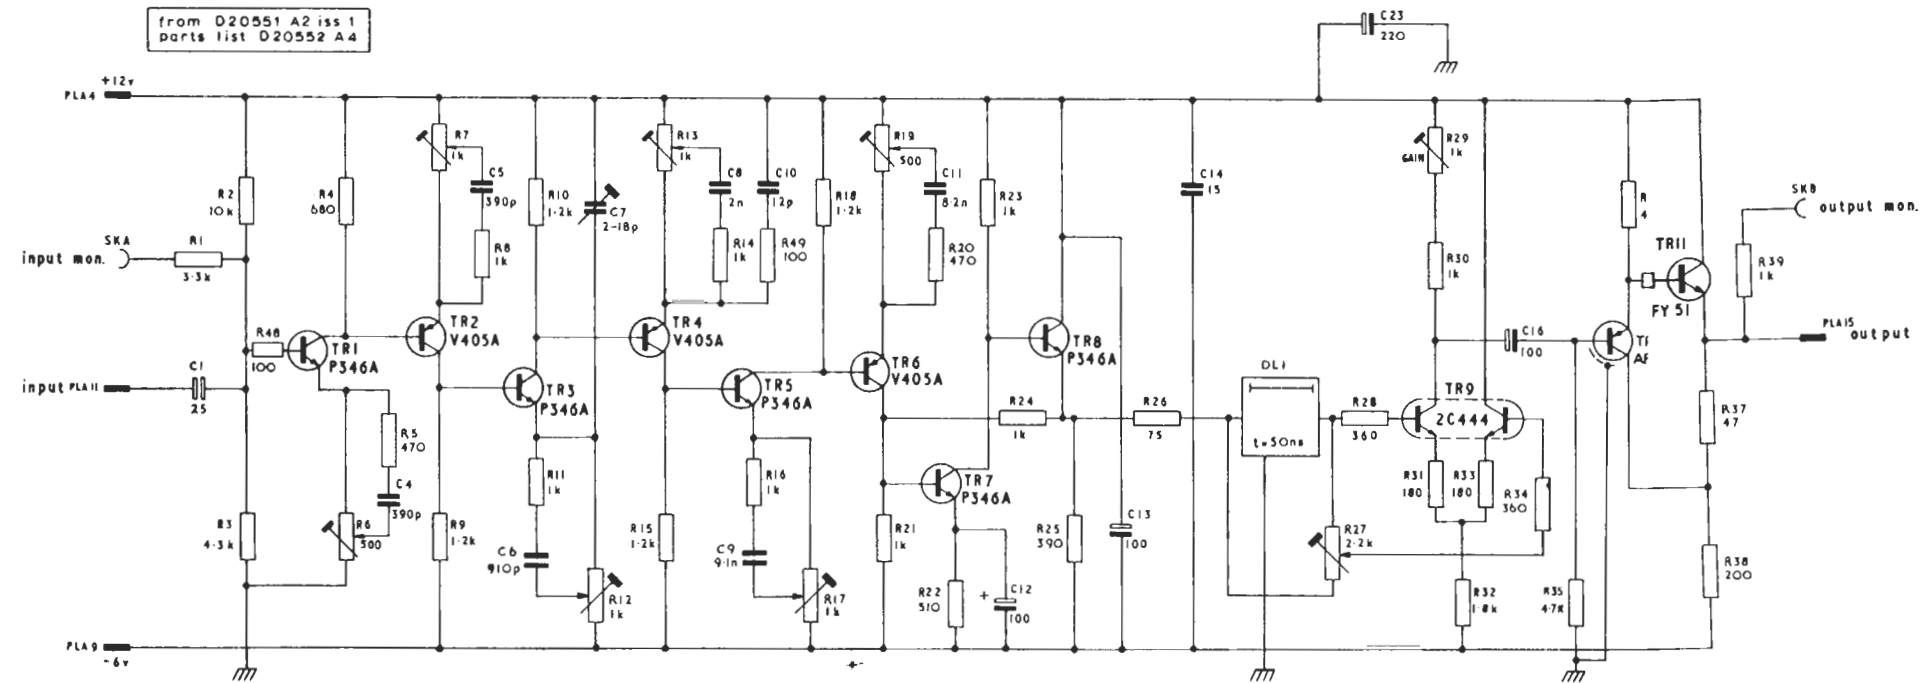 from D20551 A2 iss 1
parts list D20552 A4
C23
220
+12v
PLA4
R2
10k
R4
680
R7
1k
C5
390p
R8
1k
R10
1·2k
C7
2-18p
R13
1k
C8
2n
C10
12p
R14
1k
R49
100
R18
1·2k
R19
500
C11
8·2n
R20
470
R23
1k
C14
15
R29
1k
GAIN
R30
1k
R
4
TR11
FY 51
SKB
output mon.
R39
1k
SKA
input mon.
R1
3·3k
R48
100
TR1
P346A
TR2
V405A
TR3
P346A
TR4
V405A
TR5
P346A
TR6
V405A
TR8
P346A
C16
100
PLA15
output
input PLA11
C1
25
R5
470
C4
390p
R3
4·3k
R6
500
R9
1·2k
R11
1k
C6
910p
R12
1k
R15
1·2k
R16
1k
C9
9·1n
R17
1k
R24
1k
R26
75
DL1
t=50ns
R28
360
TR9
2C444
R37
47
TR7
P346A
R21
1k
R22
510
C12
+
100
R25
390
C13
100
R27
2·2k
R31
180
R33
180
R34
360
R32
1·8k
R35
4·7k
R38
200
PLA9
-6v
+-